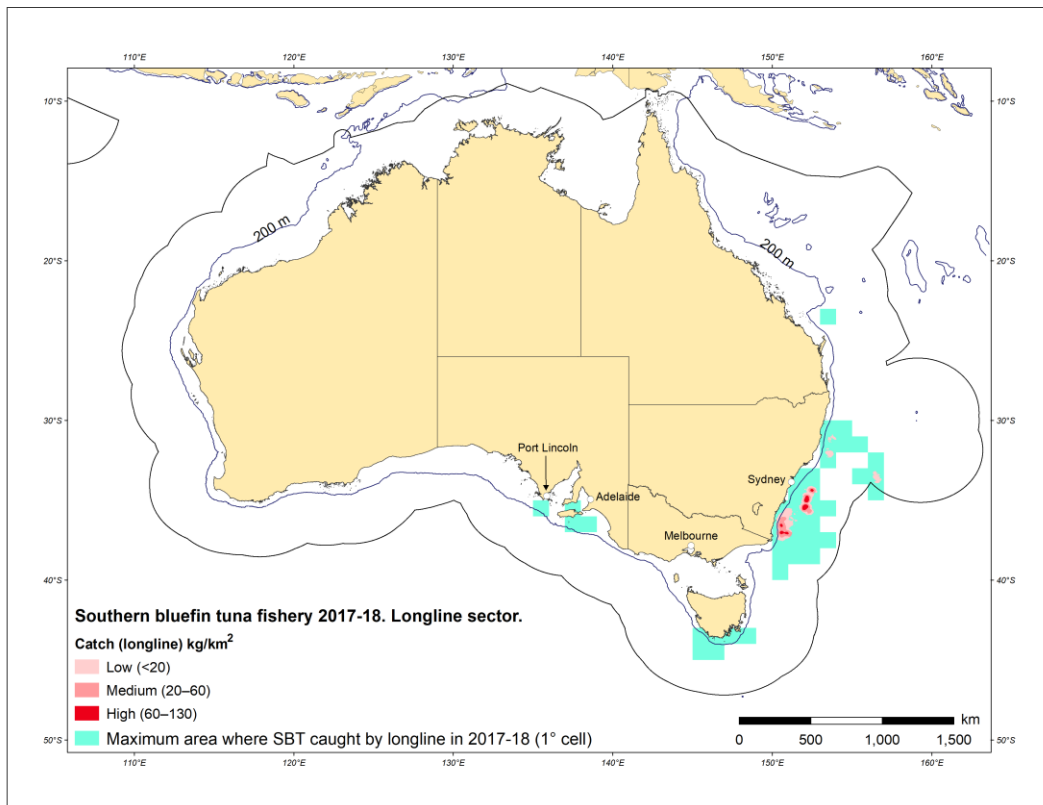 110°E 120°E 130°E 140°E 150°E 160°E
10°S 10°S
200 m 200 m
20°S 20°S
30°S 30°S
Port Lincoln
Sydney
Adelaide
Melbourne
40°S 40°S
Southern bluefin tuna fishery 2017-18. Longline sector.
Catch (longline) kg/km²
Low (<20)
Medium (20–60)
High (60–130)
Maximum area where SBT caught by longline in 2017-18 (1° cell)
km
0 500 1,000 1,500
50°S 50°S
110°E 120°E 130°E 140°E 150°E 160°E